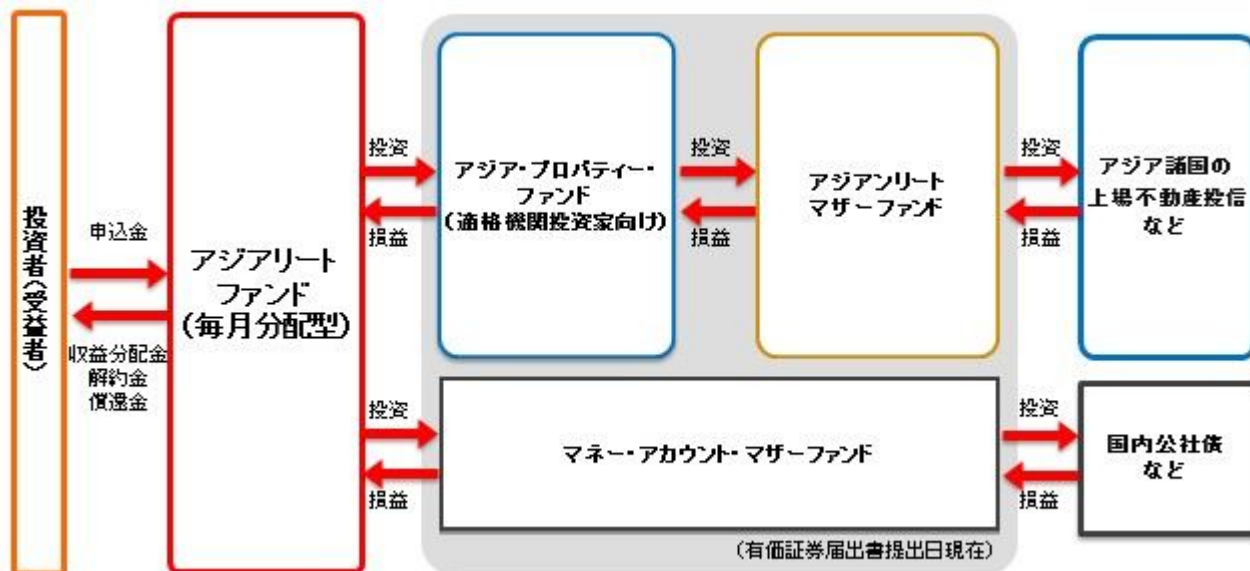 投資者(受益者)
申込金
収益分配金
解約金
償還金
アジアリート
ファンド
(毎月分配型)
投資
損益
アジア・プロパティー・
ファンド
(適格機関投資家向け)
投資
損益
アジアンリート
マザーファンド
投資
損益
アジア諸国の
上場不動産投信
など
投資
損益
マネー・アカウント・マザーファンド
投資
損益
国内公社債
など
(有価証券届出書提出日現在)